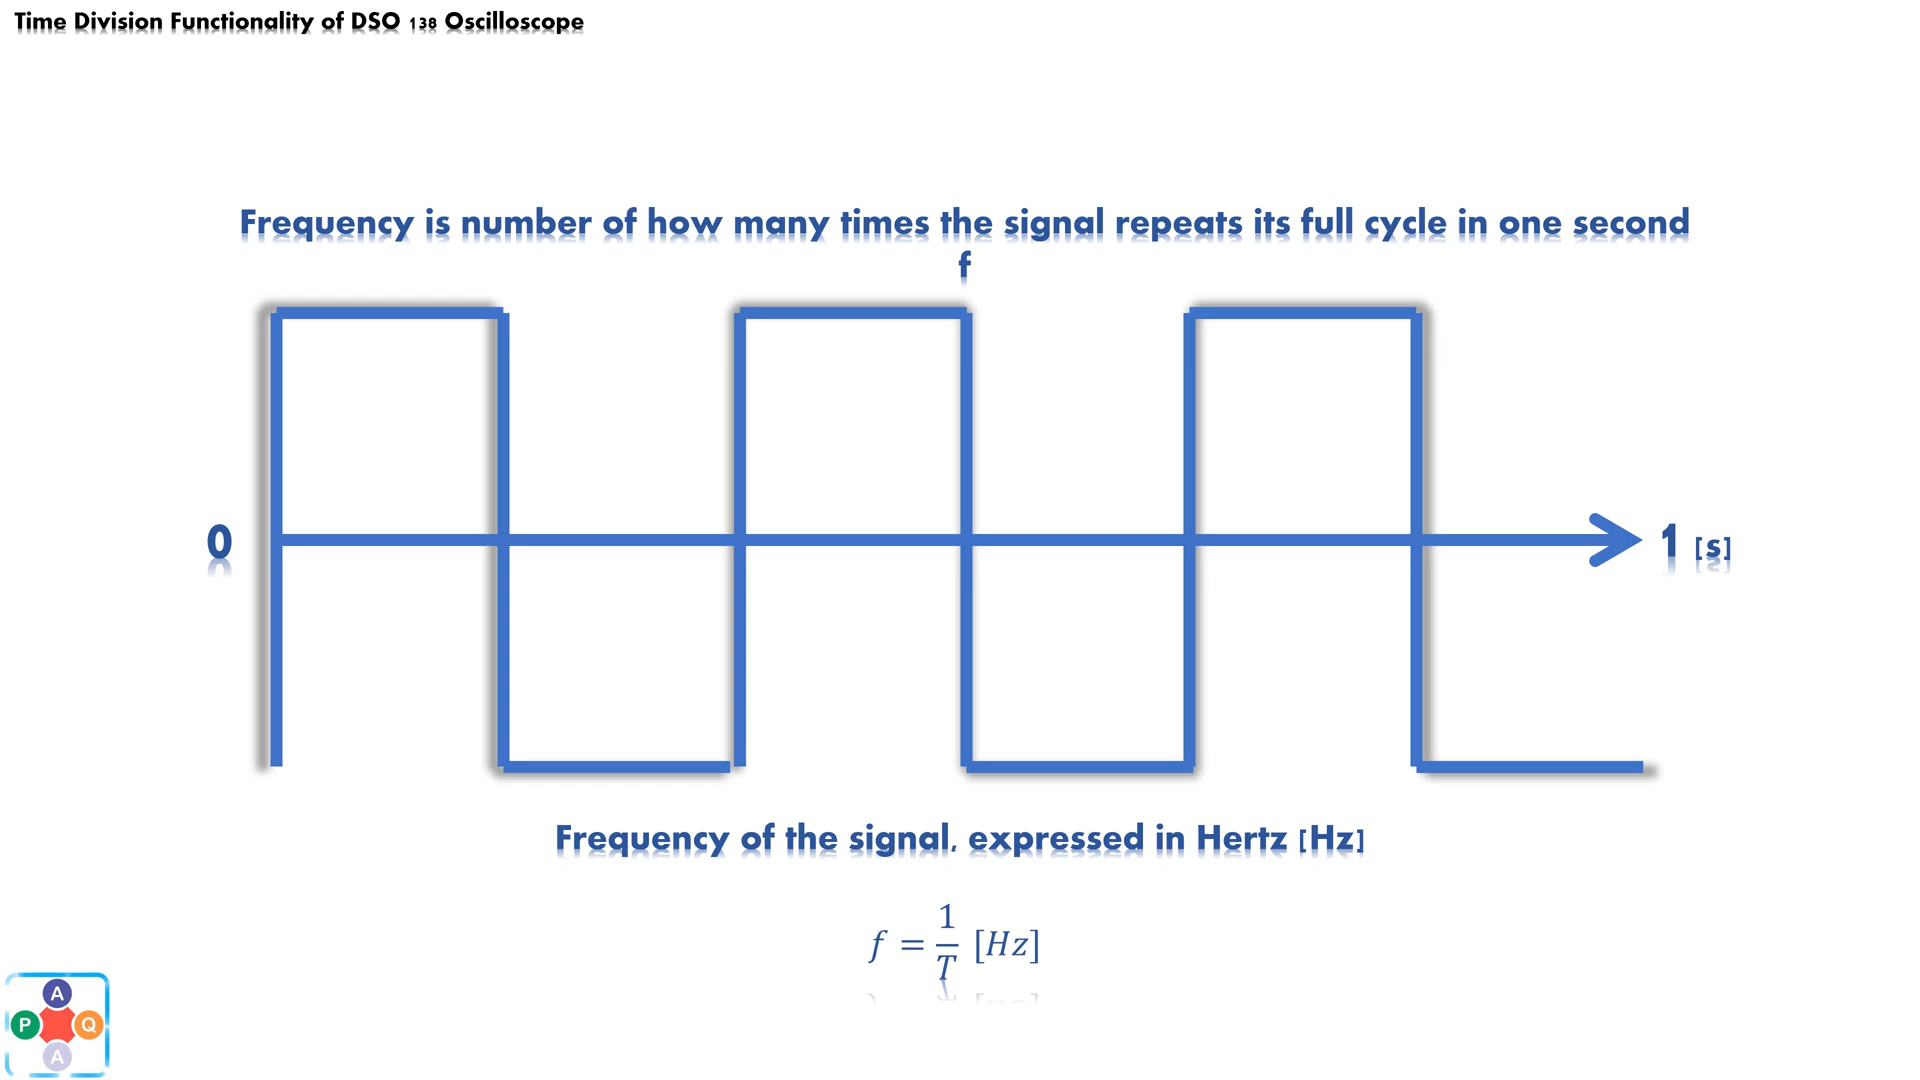 Time Division Functionality of DSO 138 Oscilloscope
Frequency is number of how many times the signal repeats its full cycle in one second
f
0
1 [s]
Frequency of the signal, expressed in Hertz [Hz]
f = 1/T [Hz]
A
P Q
A